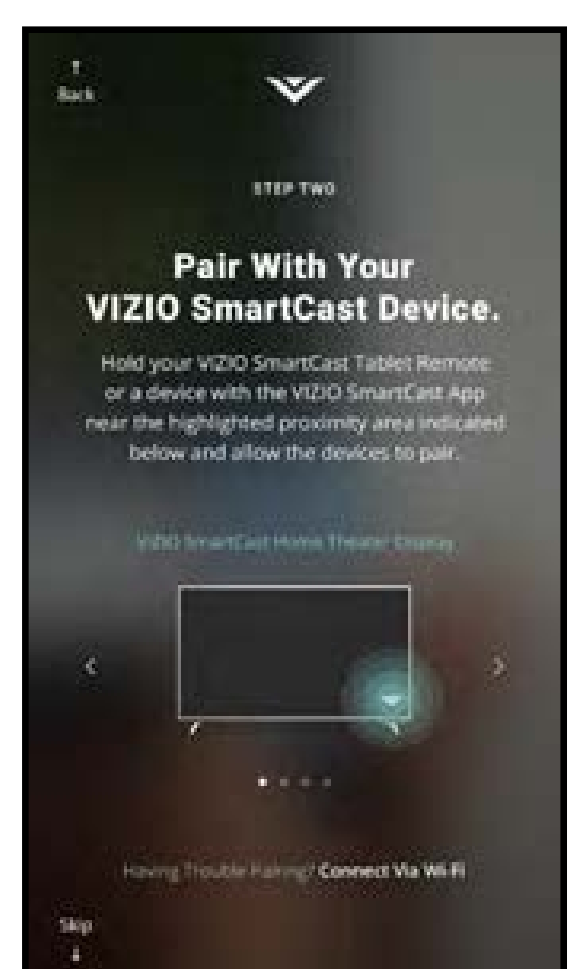 Back
STEP TWO
Pair With Your
VIZIO SmartCast Device.
Hold your VIZIO SmartCast Tablet Remote
or a device with the VIZIO SmartCast App
near the highlighted proximity area indicated
below and allow the devices to pair.
VIZIO SmartCast Home Theater Display
Having Trouble Pairing? Connect Via Wi-Fi
Skip